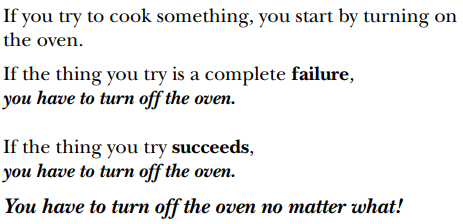 If you try to cook something, you start by turning on
the oven.
If the thing you try is a complete failure,
you have to turn off the oven.
If the thing you try succeeds,
you have to turn off the oven.
You have to turn off the oven no matter what!